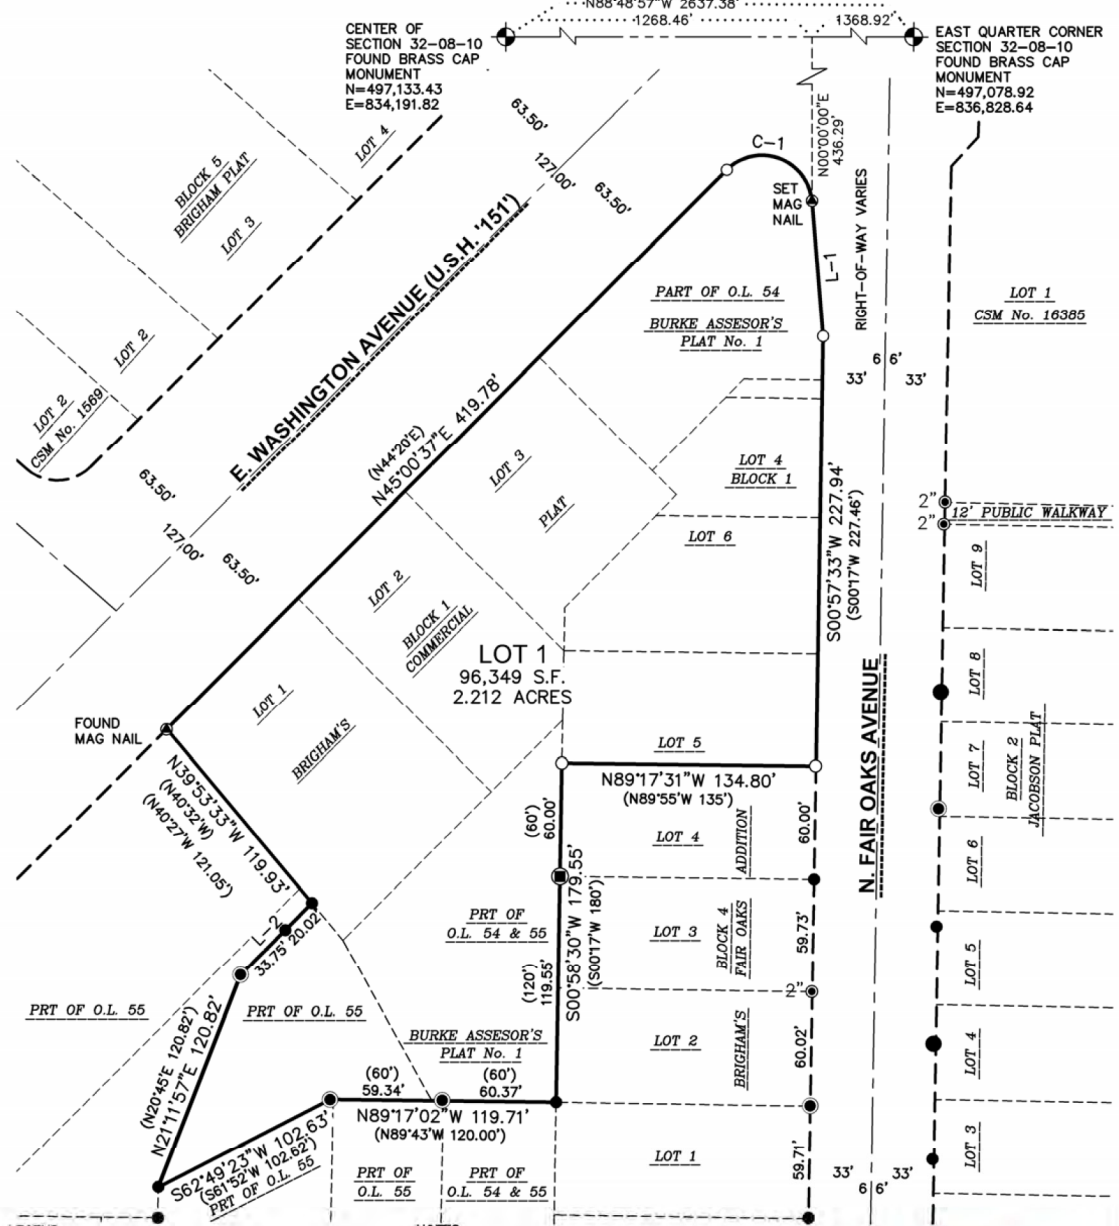 N88°48'57"W 2637.38'
1268.46'
1368.92'
CENTER OF
SECTION 32-08-10
FOUND BRASS CAP
MONUMENT
N=497,133.43
E=834,191.82
EAST QUARTER CORNER
SECTION 32-08-10
FOUND BRASS CAP
MONUMENT
N=497,078.92
E=836,828.64
N00°00'00"E
436.29'
C-1
SET
MAG
NAIL
L-1
RIGHT-OF-WAY VARIES
63.50'
127.00'
63.50'
LOT 4
BLOCK 5
BRIGHAM PLAT
LOT 3
LOT 2
LOT 2
CSM No. 1569
E. WASHINGTON AVENUE (U.S.H. '151')
PART OF O.L. 54
BURKE ASSESOR'S
PLAT No. 1
LOT 1
CSM No. 16385
66'
33'
33'
(N44°20'E)
N45°00'37"E 419.78'
63.50'
127.00'
63.50'
LOT 3
PLAT
LOT 4
BLOCK 1
LOT 6
S00°57'33"W 227.94'
(S00°17'W 227.46')
2"
2"
12' PUBLIC WALKWAY
LOT 9
LOT 2
BLOCK 1
COMMERCIAL
LOT 1
96,349 S.F.
2.212 ACRES
LOT 8
LOT 1
BRIGHAM'S
FOUND
MAG NAIL
N. FAIR OAKS AVENUE
LOT 5
N89°17'31"W 134.80'
(N89°55'W 135')
LOT 7
BLOCK 2
JACOBSON PLAT
N39°53'33"W 119.93'
(N40°32'W)
(N40°27'W 121.05')
(60')
60.00'
60.00'
LOT 4
ADDITION
LOT 6
S00°58'30"W 179.55'
(S00°17'W 180')
L-2
33.75' 20.02'
PRT OF
O.L. 54 & 55
LOT 3
BLOCK 4
FAIR OAKS
59.73'
LOT 5
(120')
119.55'
2"
PRT OF O.L. 55
PRT OF O.L. 55
BURKE ASSESOR'S
PLAT No. 1
LOT 2
BRIGHAM'S
60.02'
LOT 4
(N20°45'E 120.82')
N21°11'57"E 120.82'
(60')
59.34'
(60')
60.37'
N89°17'02"W 119.71'
(N89°43'W 120.00')
S62°49'23"W 102.63'
(S61°52'W 102.62')
PRT OF O.L. 55
PRT OF
O.L. 55
PRT OF
O.L. 54 & 55
LOT 1
59.71'
LOT 3
33'
33'
66'